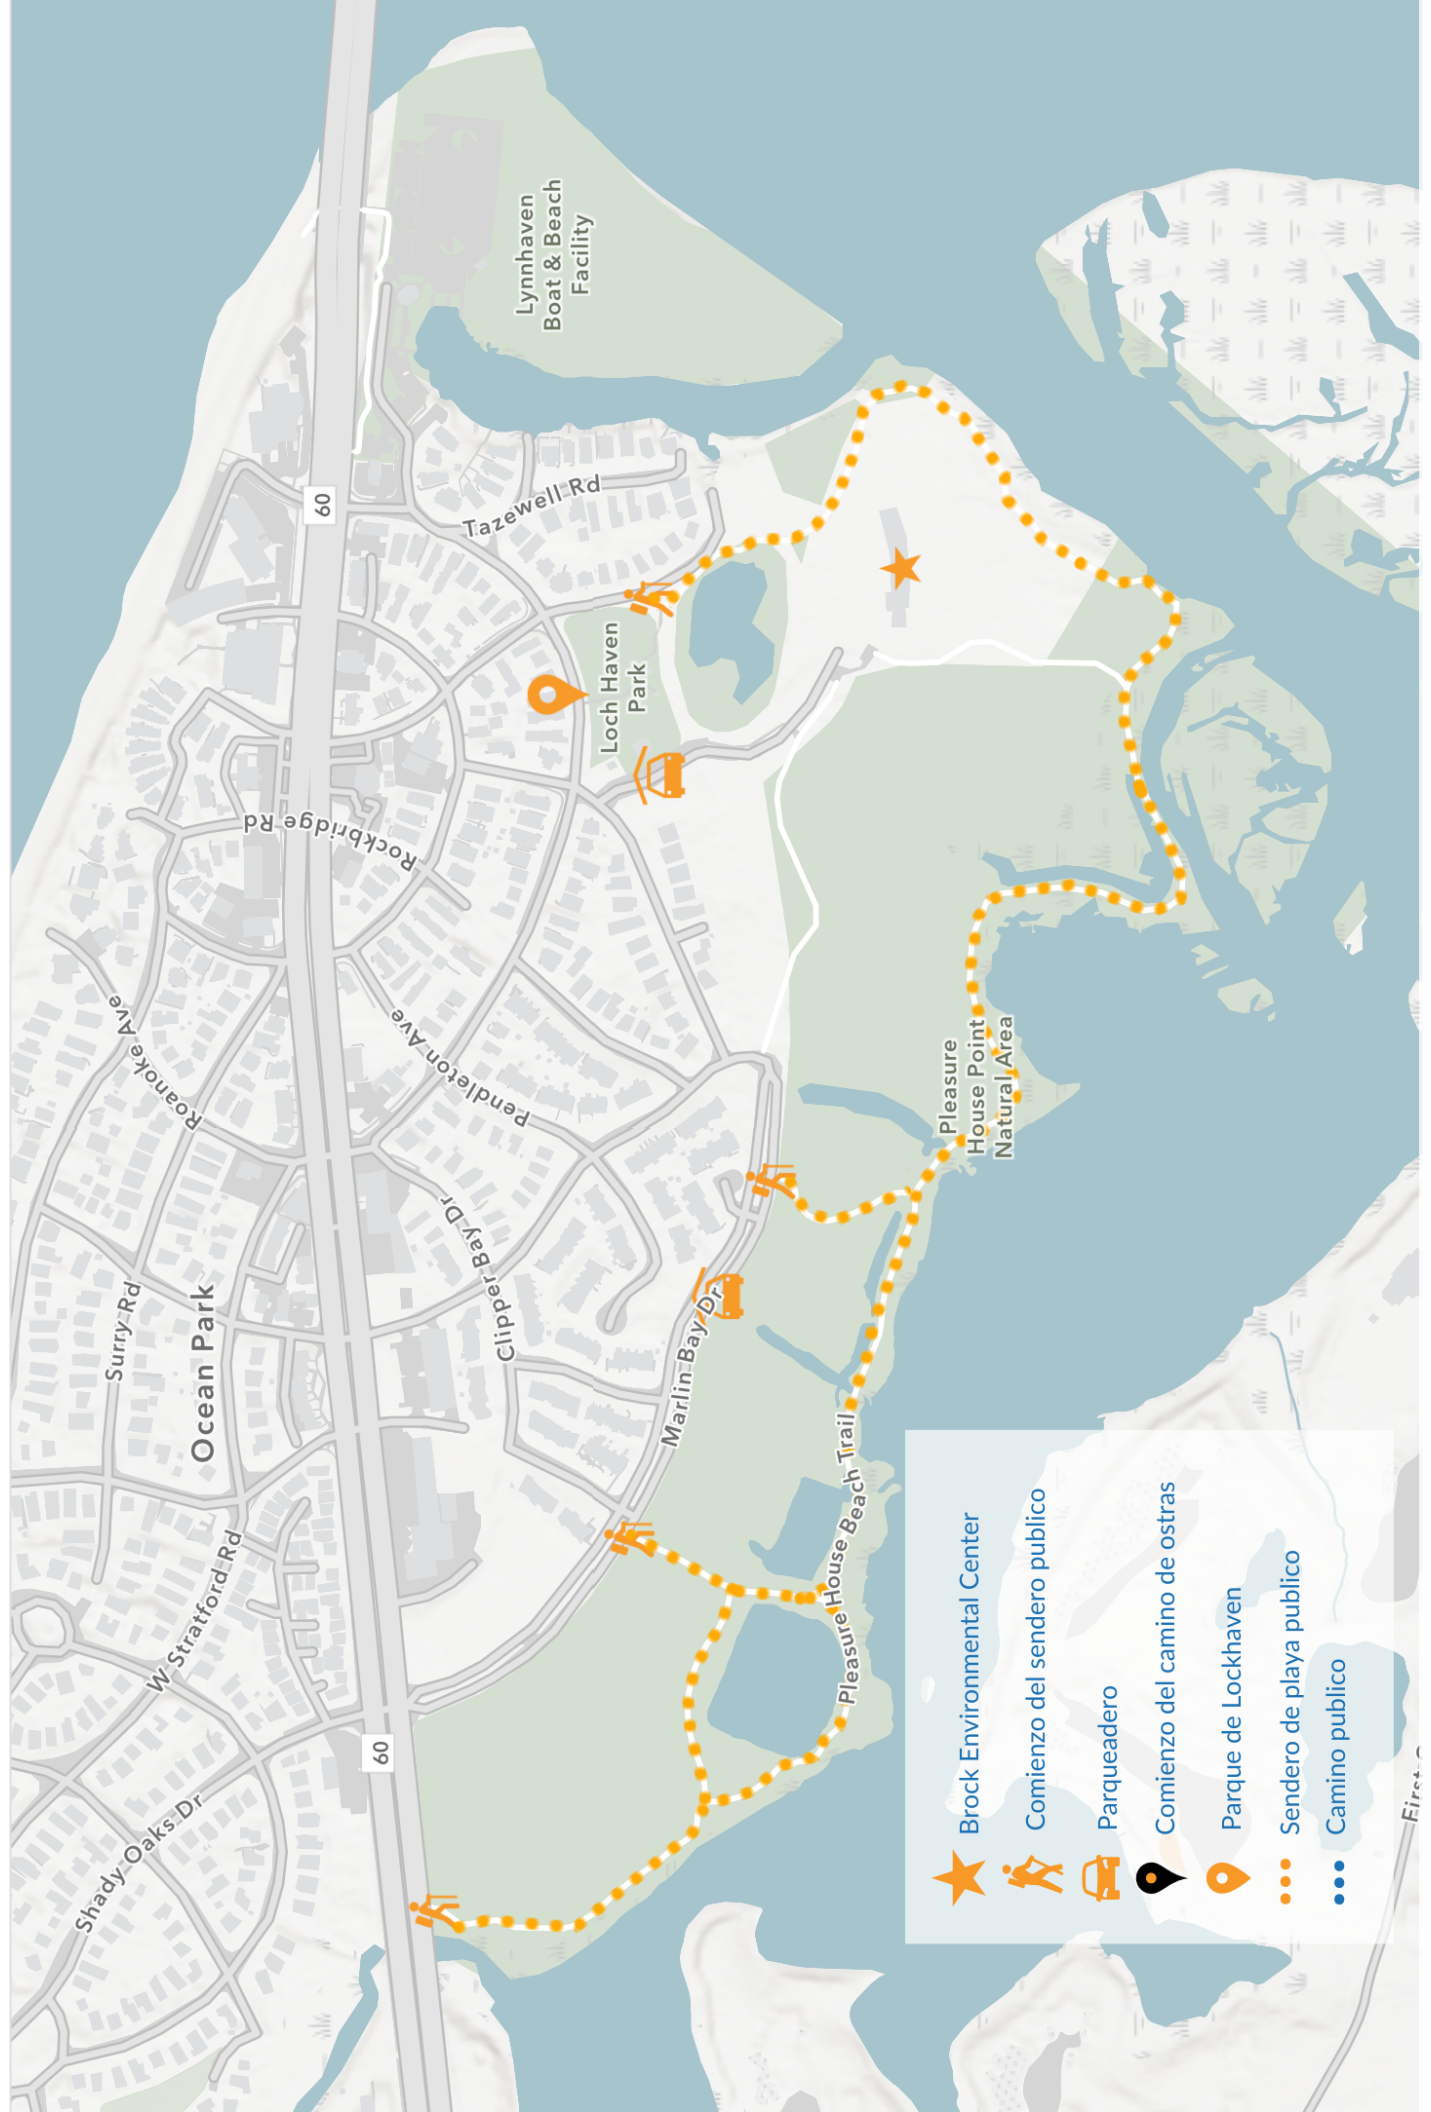 60
Lynnhaven
Boat & Beach
Facility
Tazewell Rd
Loch Haven
Park
Rockbridge Rd
Roanoke Ave
Pendleton Ave
Surry Rd
Ocean Park
Clipper Bay Dr
Marlin Bay Dr
Pleasure
House Point
Natural Area
W Stratford Rd
Pleasure House Beach Trail
60
Shady Oaks Dr
Brock Environmental Center
Comienzo del sendero publico
Parqueadero
Comienzo del camino de ostras
Parque de Lockhaven
Sendero de playa publico
Camino publico